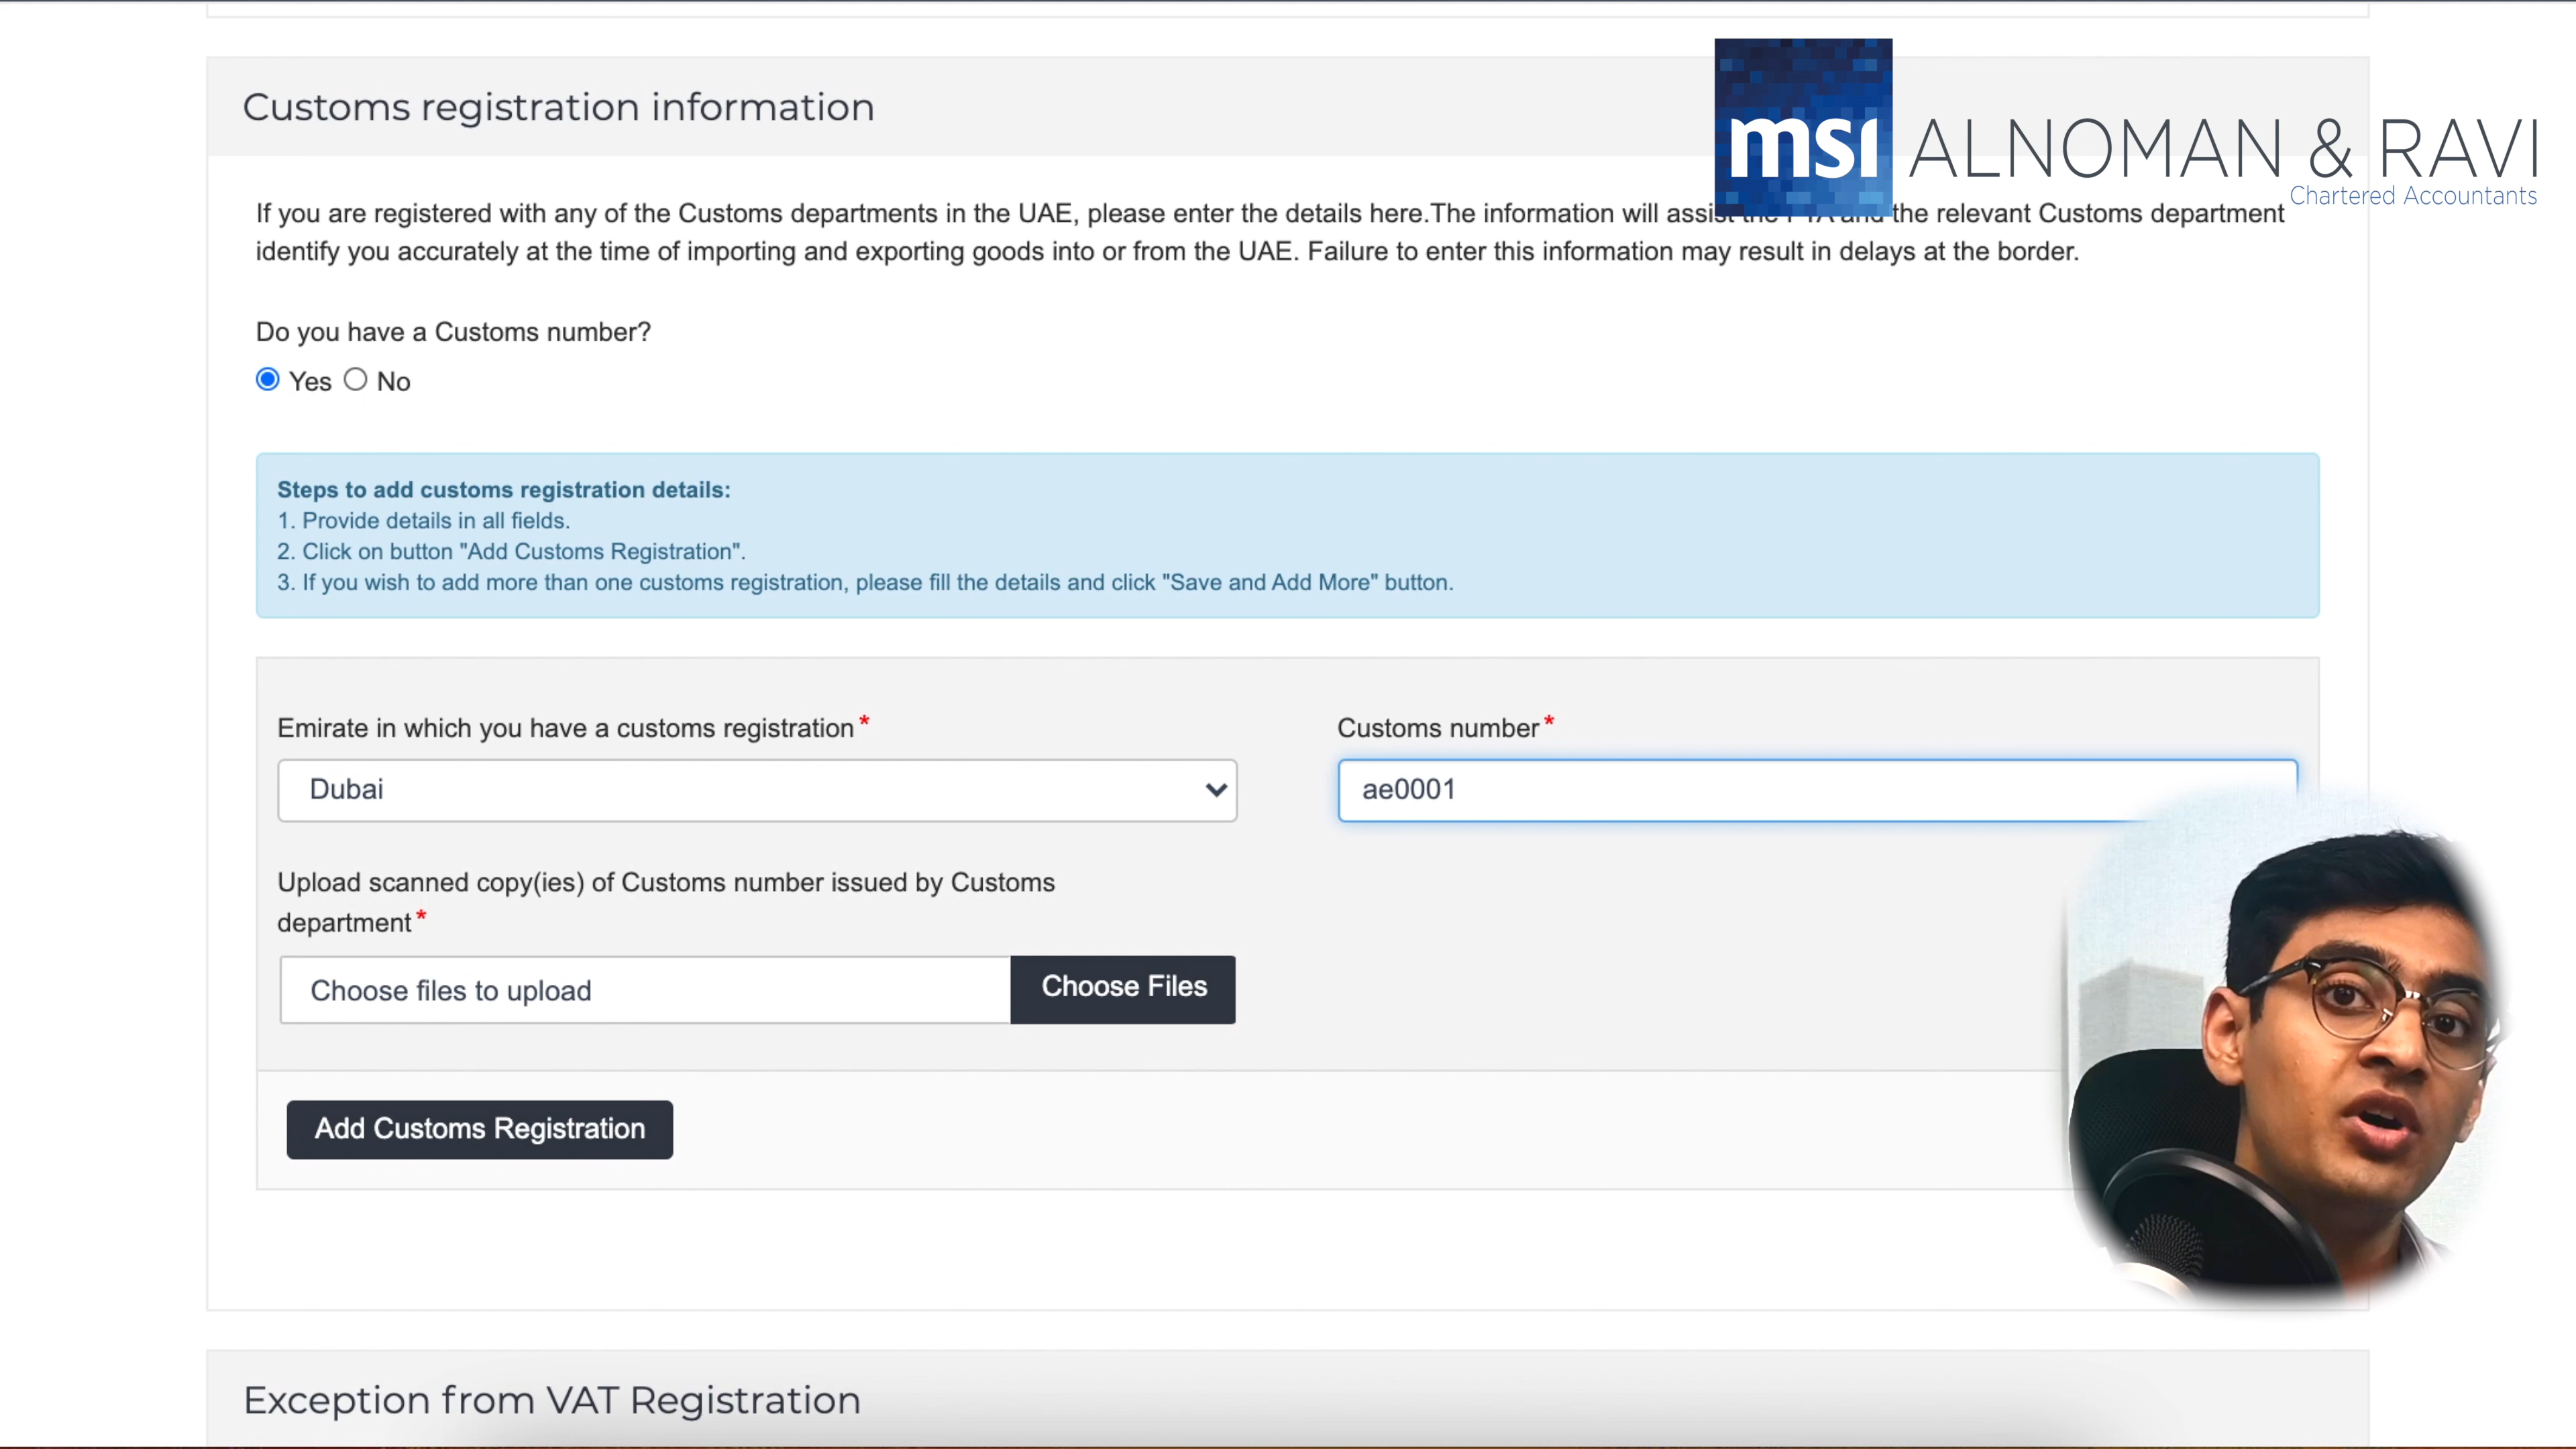 Customs registration information
msi ALNOMAN & RAVI
Chartered Accountants
If you are registered with any of the Customs departments in the UAE, please enter the details here.The information will assist the FTA and the relevant Customs department
identify you accurately at the time of importing and exporting goods into or from the UAE. Failure to enter this information may result in delays at the border.
Do you have a Customs number?
Yes No
Steps to add customs registration details:
1. Provide details in all fields.
2. Click on button "Add Customs Registration".
3. If you wish to add more than one customs registration, please fill the details and click "Save and Add More" button.
Emirate in which you have a customs registration* Customs number*
Dubai ae0001
Upload scanned copy(ies) of Customs number issued by Customs
department*
Choose files to upload Choose Files
Add Customs Registration
Exception from VAT Registration